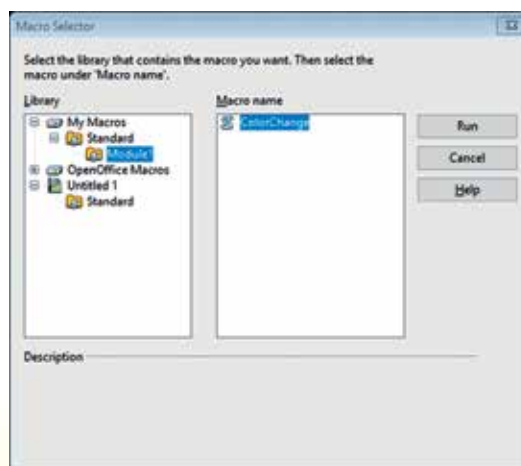 Macro Selector
Select the library that contains the macro you want. Then select the
macro under 'Macro name'.
Library
Macro name
My Macros
Standard
Module1
OpenOffice Macros
Untitled 1
Standard
ColorChange
Run
Cancel
Help
Description